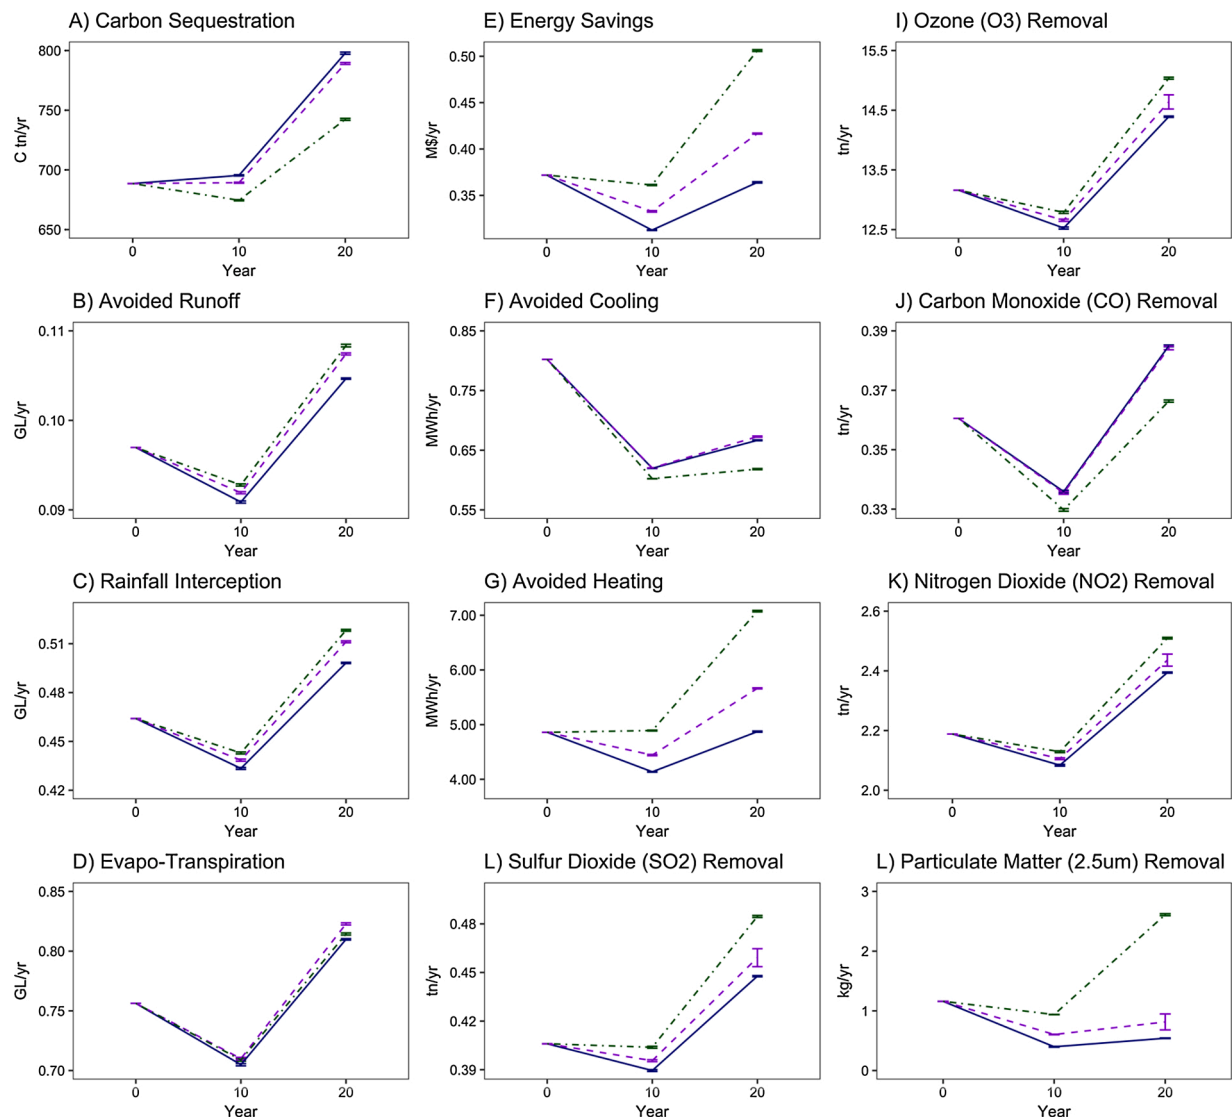 A) Carbon Sequestration
800
750
700
650
C tn/yr
0 10 20
Year
E) Energy Savings
0.50
0.45
0.40
0.35
M$/yr
0 10 20
Year
I) Ozone (O3) Removal
15.5
14.5
13.5
12.5
tn/yr
0 10 20
Year
B) Avoided Runoff
0.11
0.10
0.09
GL/yr
0 10 20
Year
F) Avoided Cooling
0.85
0.75
0.65
0.55
MWh/yr
0 10 20
Year
J) Carbon Monoxide (CO) Removal
0.39
0.37
0.35
0.33
tn/yr
0 10 20
Year
C) Rainfall Interception
0.51
0.48
0.45
0.42
GL/yr
0 10 20
Year
G) Avoided Heating
7.00
6.00
5.00
4.00
MWh/yr
0 10 20
Year
K) Nitrogen Dioxide (NO2) Removal
2.6
2.4
2.2
2.0
tn/yr
0 10 20
Year
D) Evapo-Transpiration
0.85
0.80
0.75
0.70
GL/yr
0 10 20
Year
L) Sulfur Dioxide (SO2) Removal
0.48
0.45
0.42
0.39
tn/yr
0 10 20
Year
L) Particulate Matter (2.5um) Removal
3
2
1
0
kg/yr
0 10 20
Year